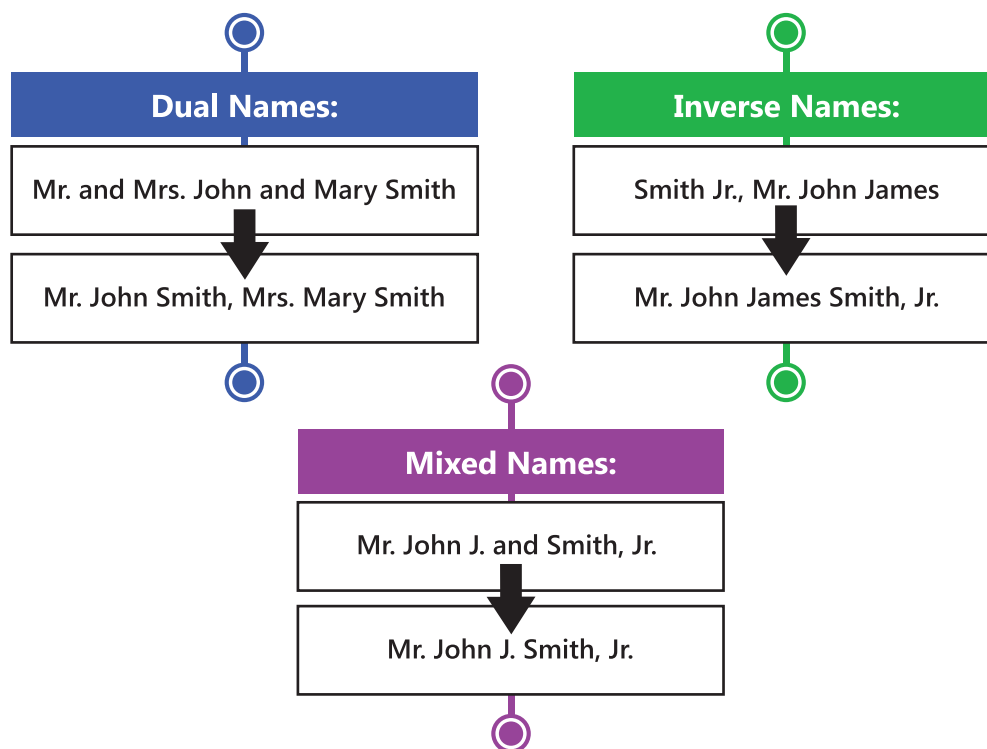 Dual Names:
Mr. and Mrs. John and Mary Smith
Mr. John Smith, Mrs. Mary Smith
Inverse Names:
Smith Jr., Mr. John James
Mr. John James Smith, Jr.
Mixed Names:
Mr. John J. and Smith, Jr.
Mr. John J. Smith, Jr.